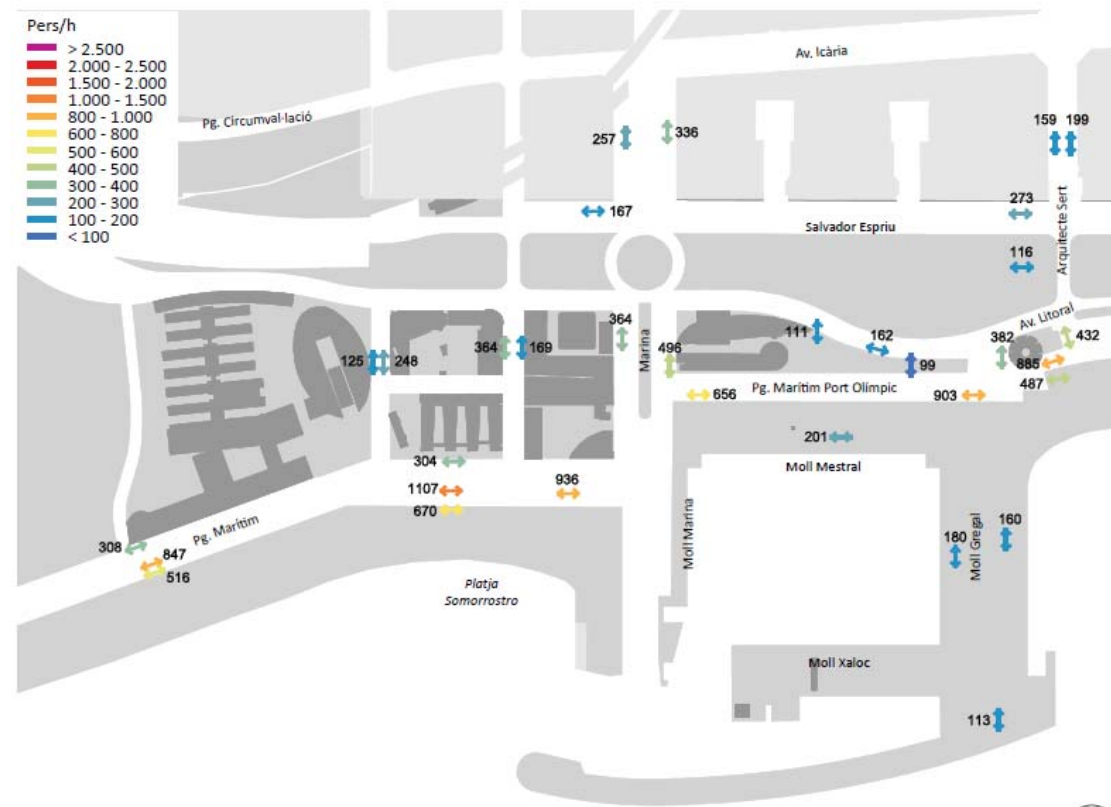 Pers/h
> 2.500
2.000 - 2.500
1.500 - 2.000
1.000 - 1.500
800 - 1.000
600 - 800
500 - 600
400 - 500
300 - 400
200 - 300
100 - 200
< 100
Av. Icària
Pg. Circumval·lació
159 199
257
336
273
167
Salvador Espriu
Arquitecte Sert
116
Av. Litoral
364
Marina
111
162
432
382
496
364
169
125
248
99
885
487
Pg. Marítim Port Olímpic
656
903
201
304
Moll Mestral
936
1107
670
Pg. Marítim
Moll Marina
Moll Gregal
180
160
308
847
516
Platja
Somorrostro
Moll Xaloc
113